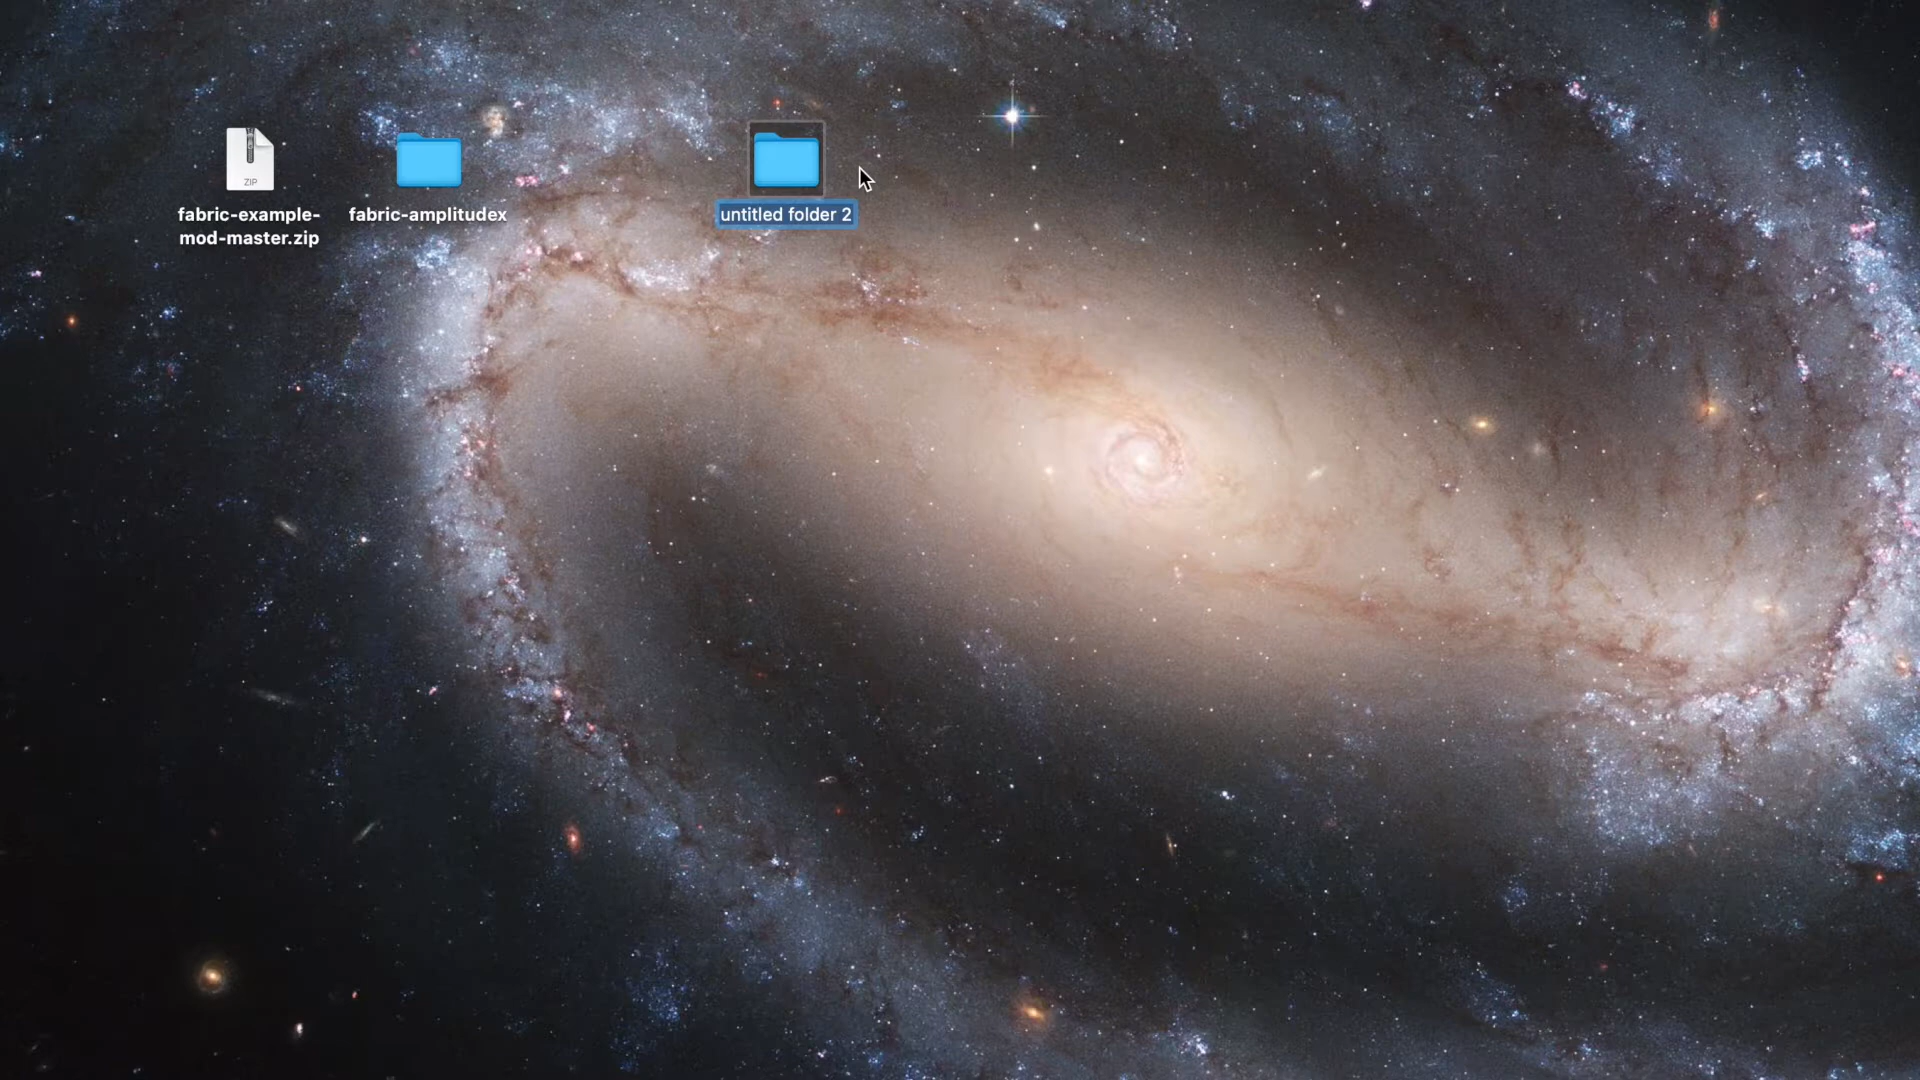 ZIP
fabric-example-
mod-master.zip
fabric-amplitudex
untitled folder 2